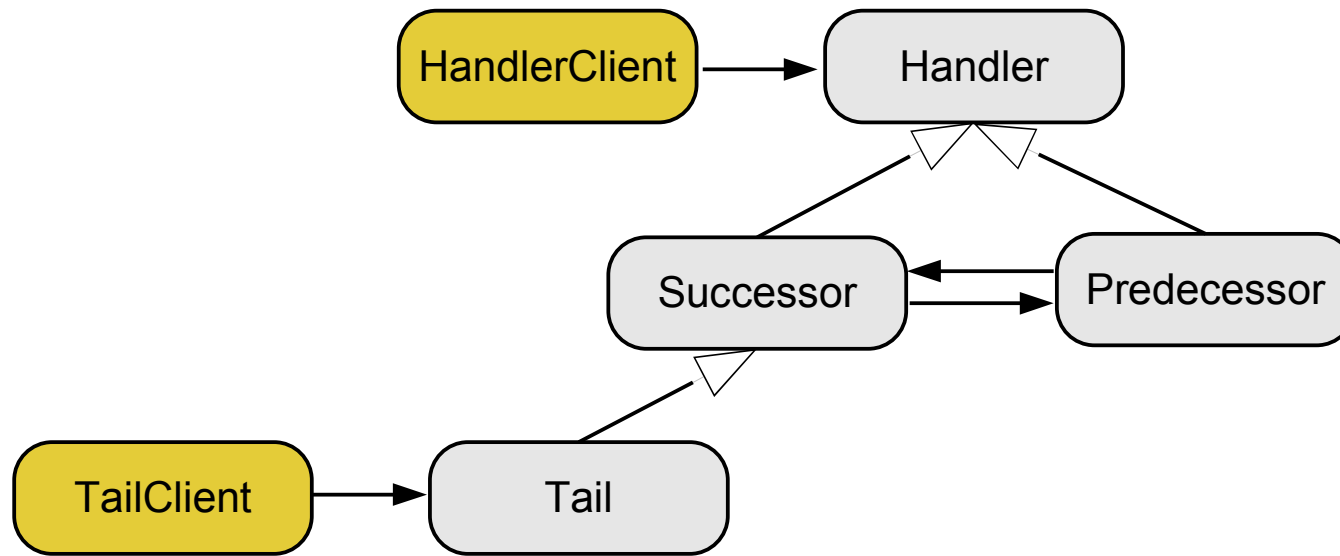 HandlerClient
Handler
Successor
Predecessor
TailClient
Tail